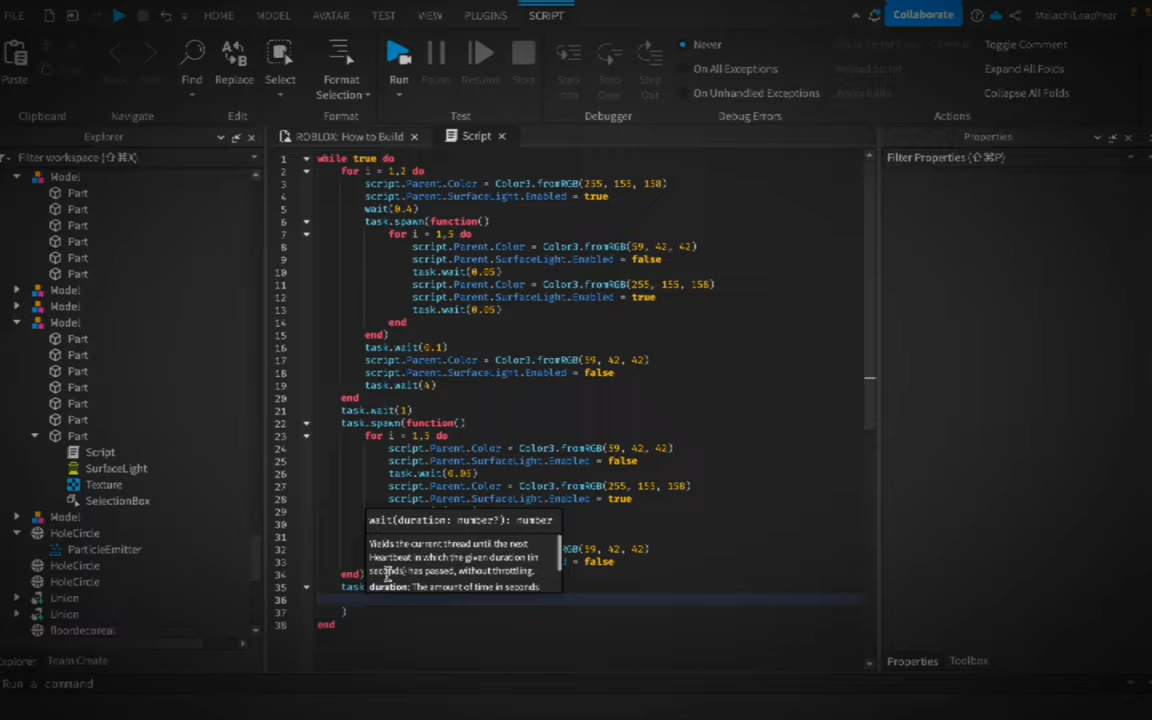 FILE HOME MODEL AVATAR TEST VIEW PLUGINS SCRIPT Collaborate MalachiLeapYear
Paste Find Replace Select Format Selection Run Never Toggle Comment
On All Exceptions Expand All Folds
On Unhandled Exceptions Collapse All Folds
Clipboard Navigate Edit Format Test Debugger Debug Errors Actions
Explorer ROBLOX: How to Build Script Properties
Filter workspace (⇧⌘X) Filter Properties (⇧⌘P)
Model
Part
Part
Part
Part
Part
Part
Model
Model
Model
Part
Part
Part
Part
Part
Part
Part
Script
SurfaceLight
Texture
SelectionBox
Model
HoleCircle
ParticleEmitter
HoleCircle
HoleCircle
Union
Union
floordecoreal
1 while true do
2 for i = 1,2 do
3 script.Parent.Color = Color3.fromRGB(255, 155, 158)
4 script.Parent.SurfaceLight.Enabled = true
5 wait(0.4)
6 task.spawn(function()
7 for i = 1,5 do
8 script.Parent.Color = Color3.fromRGB(59, 42, 42)
9 script.Parent.SurfaceLight.Enabled = false
10 task.wait(0.05)
11 script.Parent.Color = Color3.fromRGB(255, 155, 158)
12 script.Parent.SurfaceLight.Enabled = true
13 task.wait(0.05)
14 end
15 end)
16 task.wait(0.1)
17 script.Parent.Color = Color3.fromRGB(59, 42, 42)
18 script.Parent.SurfaceLight.Enabled = false
19 task.wait(4)
20 end
21 task.wait(1)
22 task.spawn(function()
23 for i = 1,5 do
24 script.Parent.Color = Color3.fromRGB(59, 42, 42)
25 script.Parent.SurfaceLight.Enabled = false
26 task.wait(0.05)
27 script.Parent.Color = Color3.fromRGB(255, 155, 158)
28 script.Parent.SurfaceLight.Enabled = true
29
30
31
32 RGB(59, 42, 42)
33 = false
34 end)
35 task
36
37 )
38 end
wait(duration: number?): number
Yields the current thread until the next
Heartbeat in which the given duration (in
seconds) has passed, without throttling.
duration: The amount of time in seconds
Explorer Team Create Properties Toolbox
Run a command